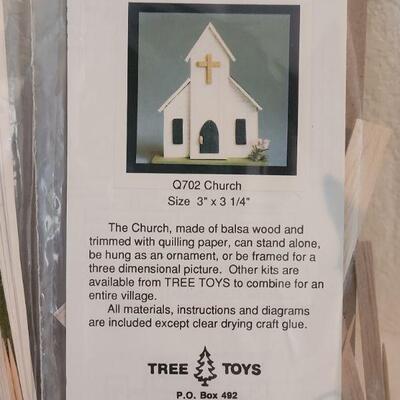 Q702 Church
Size 3" x 3 1/4"
The Church, made of balsa wood and
trimmed with quilling paper, can stand alone,
be hung as an ornament, or be framed for a
three dimensional picture. Other kits are
available from TREE TOYS to combine for an
entire village.
All materials, instructions and diagrams
are included except clear drying craft glue.
TREE TOYS
P.O. Box 492